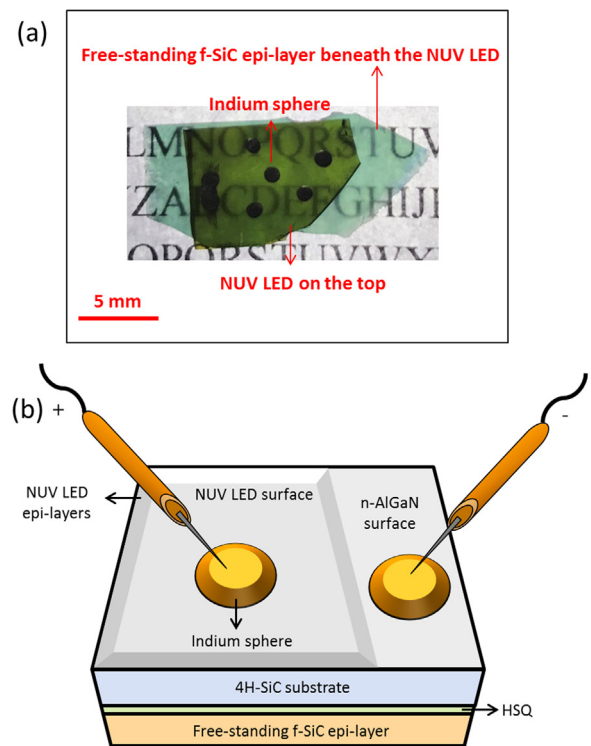 (a)
Free-standing f-SiC epi-layer beneath the NUV LED
Indium sphere
LMNOPQRSTUV
ZABCDEFGHIJ
OPQRSTUVWXY
NUV LED on the top
5 mm
(b)
+
-
NUV LED
epi-layers
NUV LED surface
n-AlGaN
surface
Indium sphere
4H-SiC substrate
HSQ
Free-standing f-SiC epi-layer